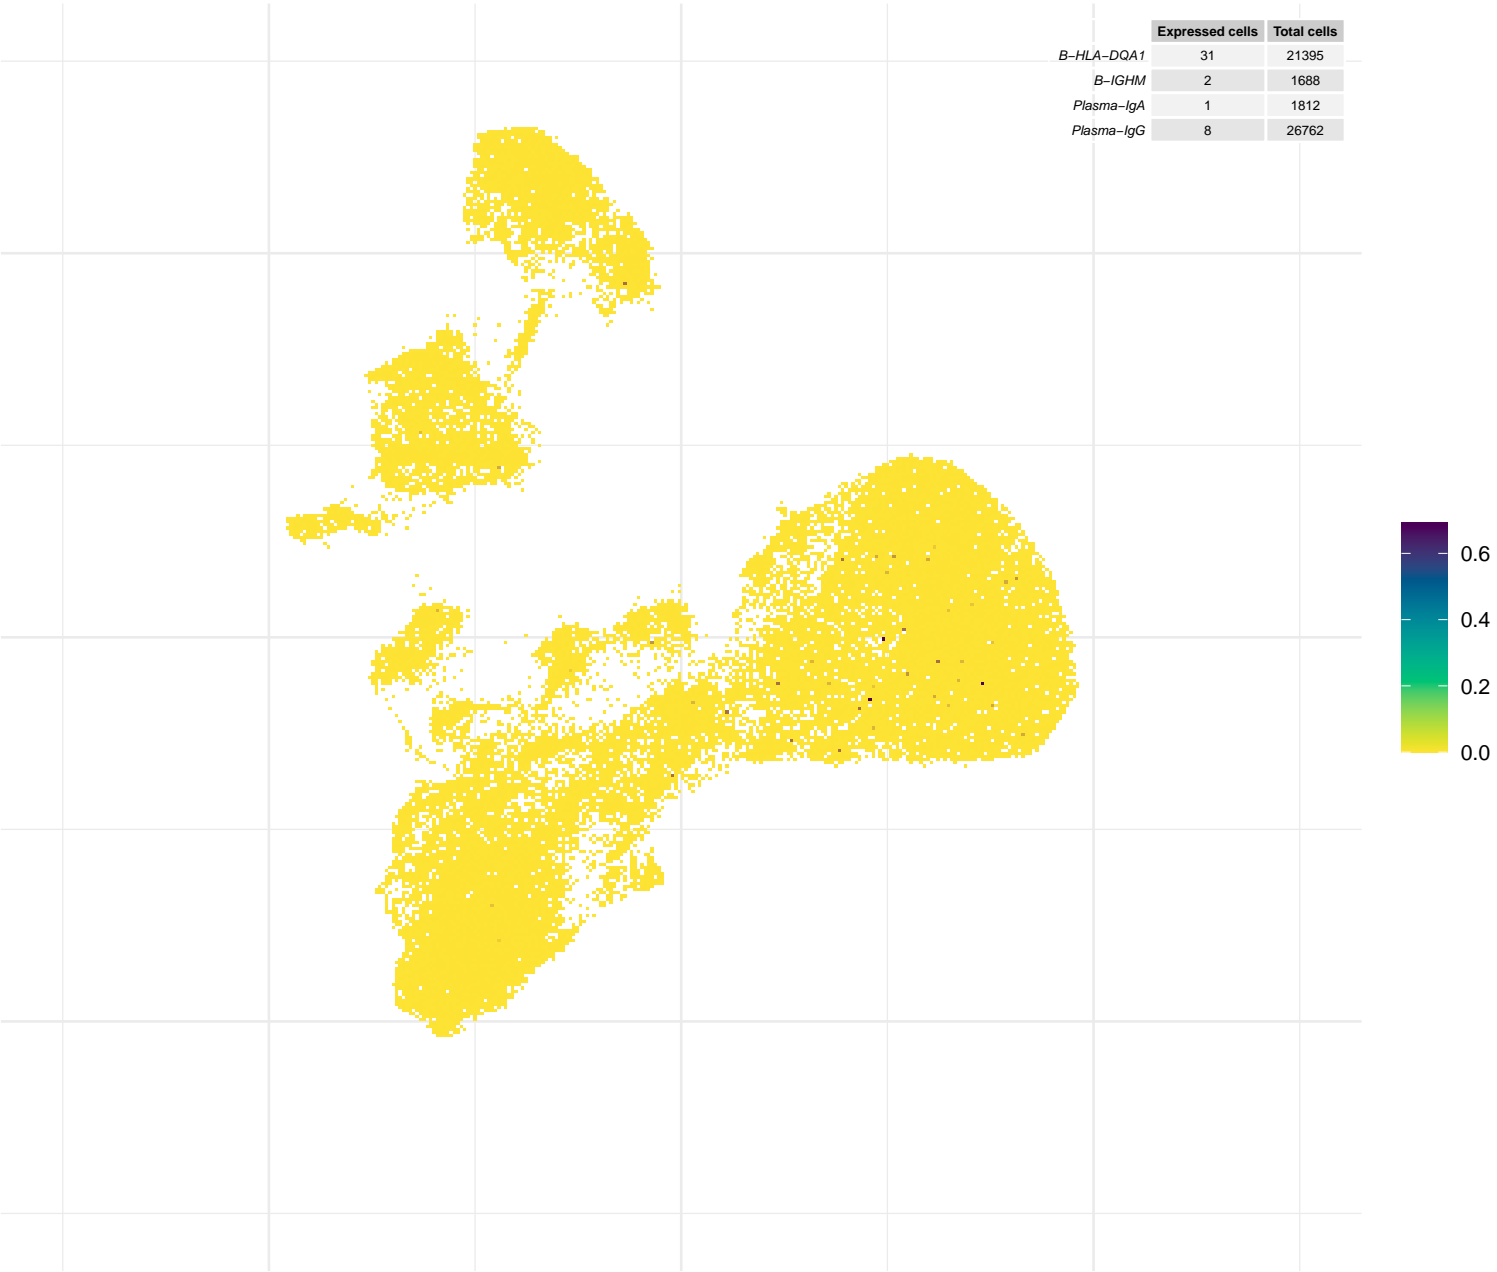 Expressed cells Total cells
B−HLA−DQA1 31 21395
B−IGHM 2 1688
Plasma−IgA 1 1812
Plasma−IgG 8 26762
0.6
0.4
0.2
0.0